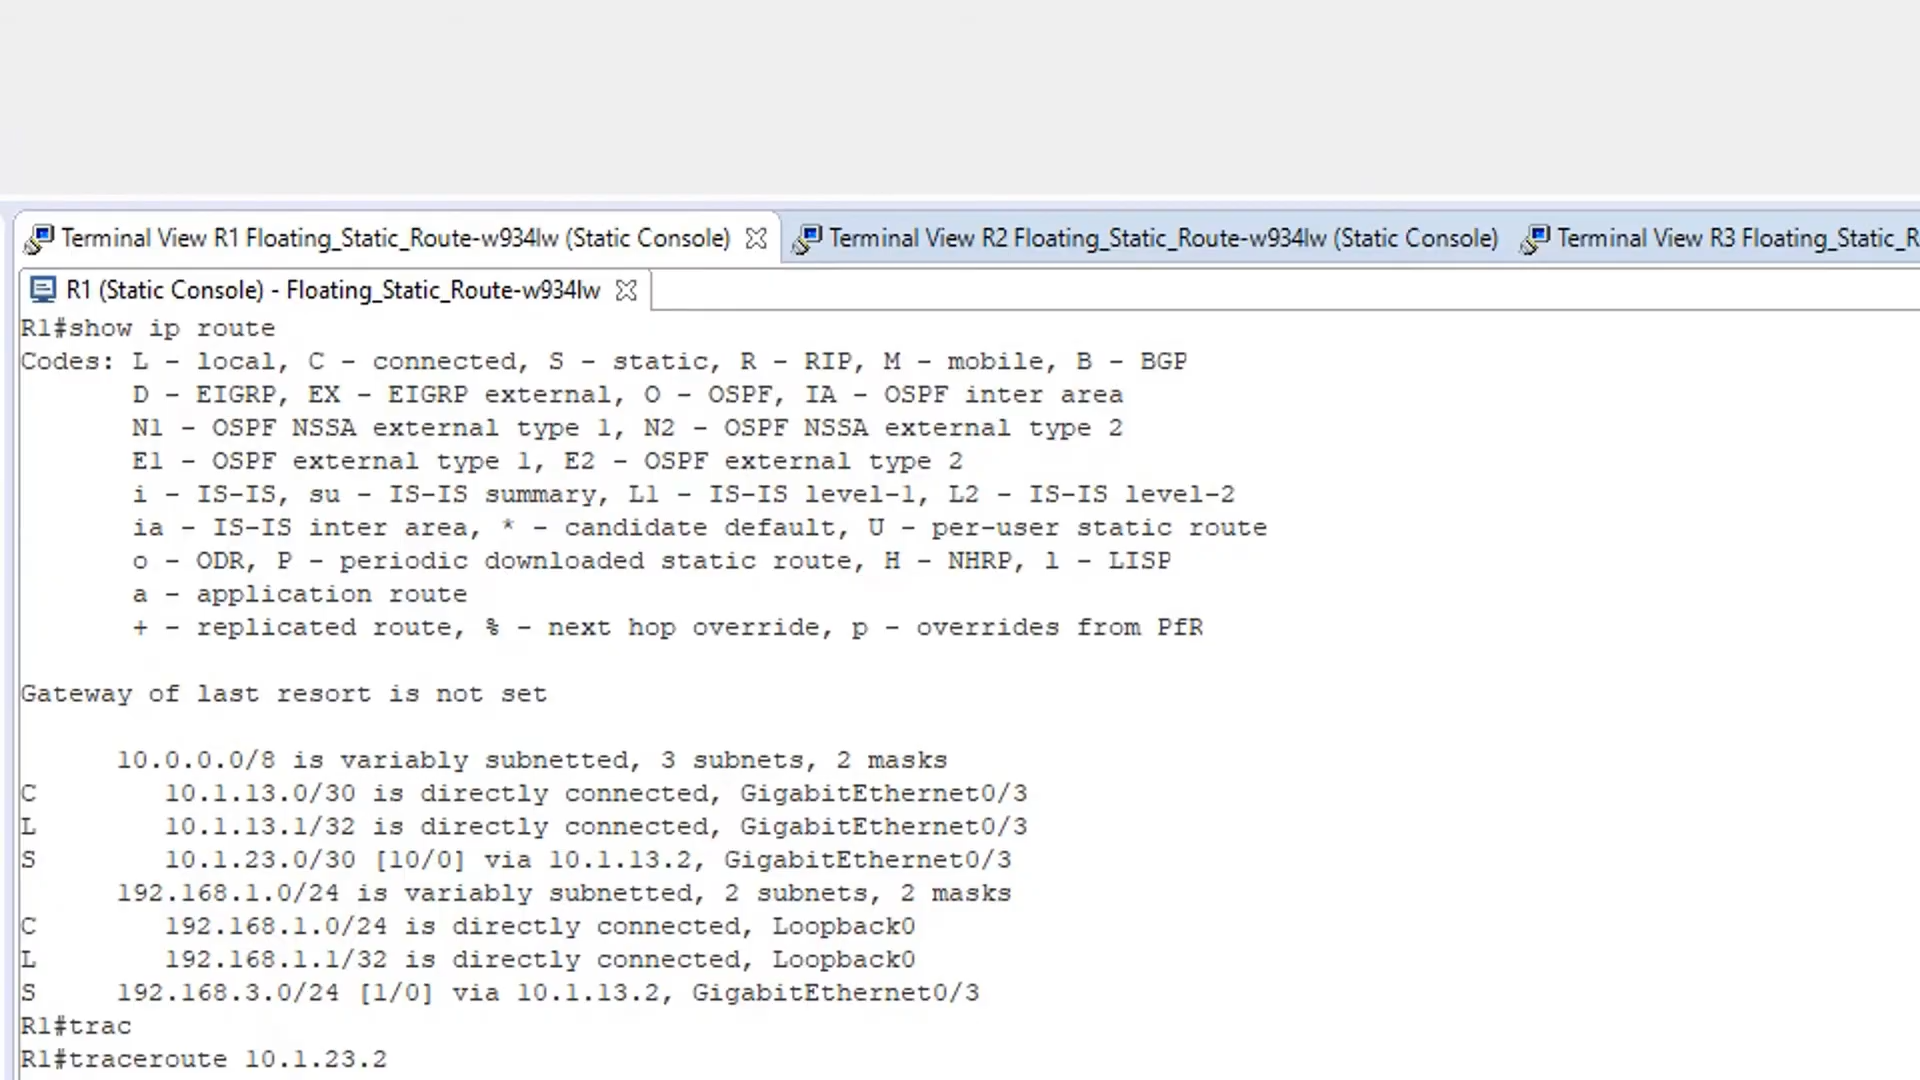 Terminal View R1 Floating_Static_Route-w934lw (Static Console) Terminal View R2 Floating_Static_Route-w934lw (Static Console) Terminal View R3 Floating_Static_R
R1 (Static Console) - Floating_Static_Route-w934lw
R1#show ip route
Codes: L - local, C - connected, S - static, R - RIP, M - mobile, B - BGP
D - EIGRP, EX - EIGRP external, O - OSPF, IA - OSPF inter area
N1 - OSPF NSSA external type 1, N2 - OSPF NSSA external type 2
E1 - OSPF external type 1, E2 - OSPF external type 2
i - IS-IS, su - IS-IS summary, L1 - IS-IS level-1, L2 - IS-IS level-2
ia - IS-IS inter area, * - candidate default, U - per-user static route
o - ODR, P - periodic downloaded static route, H - NHRP, l - LISP
a - application route
+ - replicated route, % - next hop override, p - overrides from PfR
Gateway of last resort is not set
10.0.0.0/8 is variably subnetted, 3 subnets, 2 masks
C 10.1.13.0/30 is directly connected, GigabitEthernet0/3
L 10.1.13.1/32 is directly connected, GigabitEthernet0/3
S 10.1.23.0/30 [10/0] via 10.1.13.2, GigabitEthernet0/3
192.168.1.0/24 is variably subnetted, 2 subnets, 2 masks
C 192.168.1.0/24 is directly connected, Loopback0
L 192.168.1.1/32 is directly connected, Loopback0
S 192.168.3.0/24 [1/0] via 10.1.13.2, GigabitEthernet0/3
R1#trac
R1#traceroute 10.1.23.2